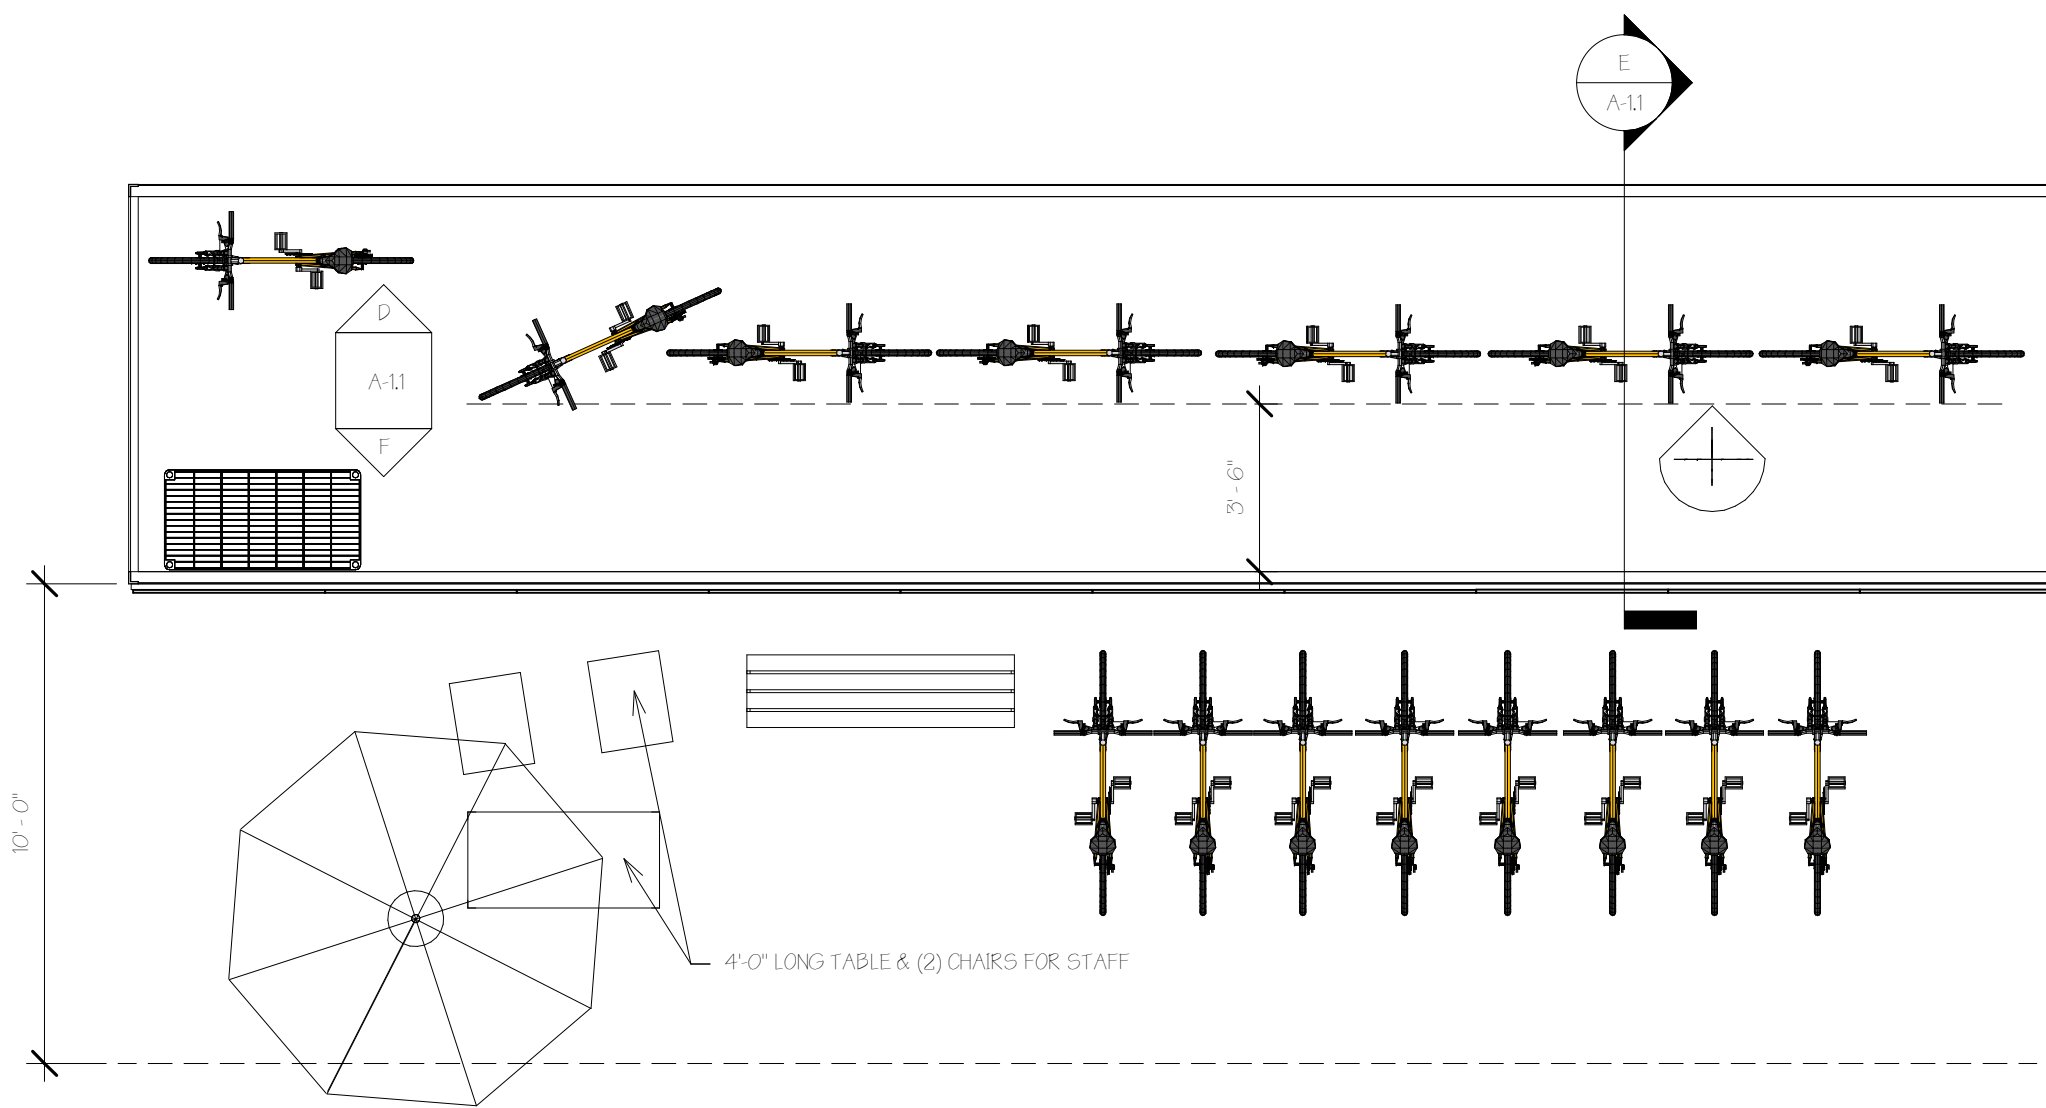 E
A-1.1
D
A-1.1
F
3' - 6"
10' - 0"
4'-0" LONG TABLE & (2) CHAIRS FOR STAFF